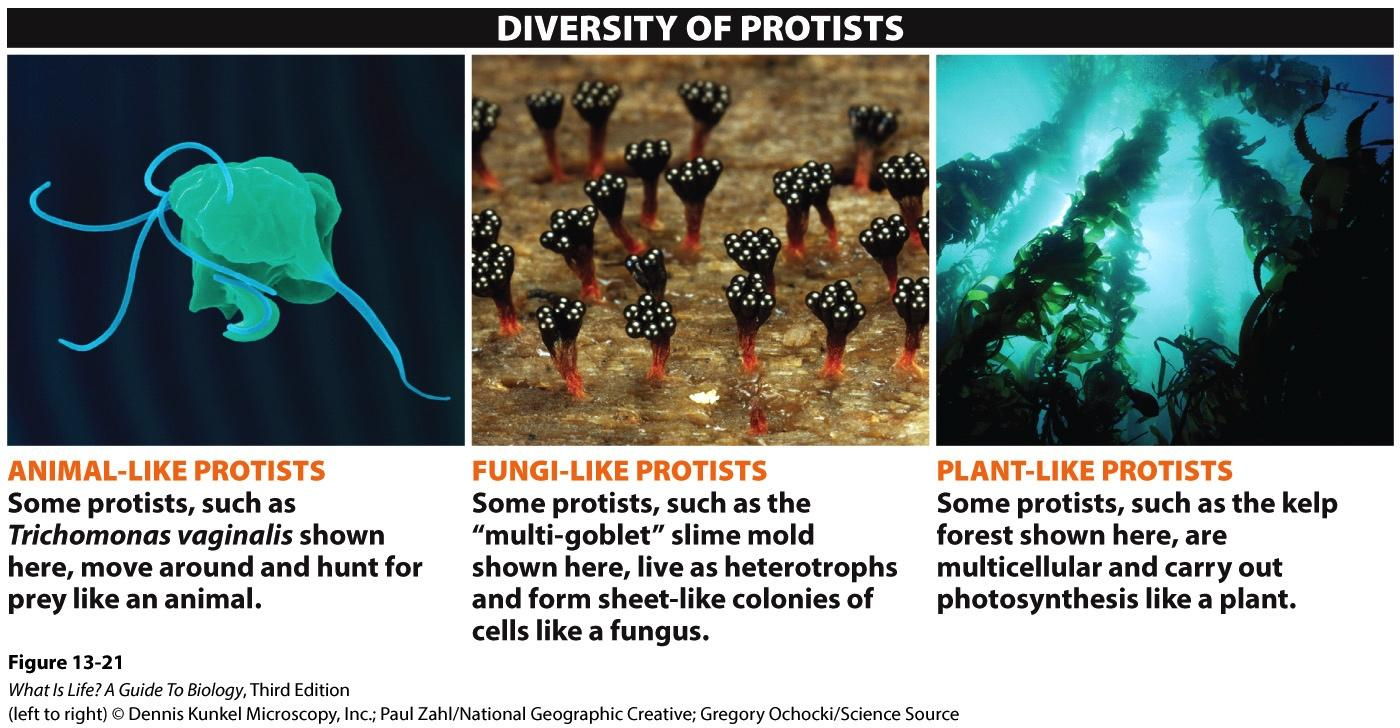 DIVERSITY OF PROTISTS
ANIMAL-LIKE PROTISTS
Some protists, such as
Trichomonas vaginalis shown
here, move around and hunt for
prey like an animal.
FUNGI-LIKE PROTISTS
Some protists, such as the
“multi-goblet” slime mold
shown here, live as heterotrophs
and form sheet-like colonies of
cells like a fungus.
PLANT-LIKE PROTISTS
Some protists, such as the kelp
forest shown here, are
multicellular and carry out
photosynthesis like a plant.
Figure 13-21
What Is Life? A Guide To Biology, Third Edition
(left to right) © Dennis Kunkel Microscopy, Inc.; Paul Zahl/National Geographic Creative; Gregory Ochocki/Science Source